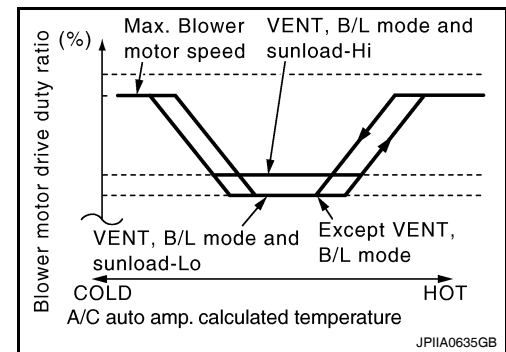 (%)
Max. Blower
motor speed
VENT, B/L mode and
sunload-Hi
Blower motor drive duty ratio
VENT, B/L mode and
sunload-Lo
Except VENT,
B/L mode
COLD
HOT
A/C auto amp. calculated temperature
JPIIA0635GB